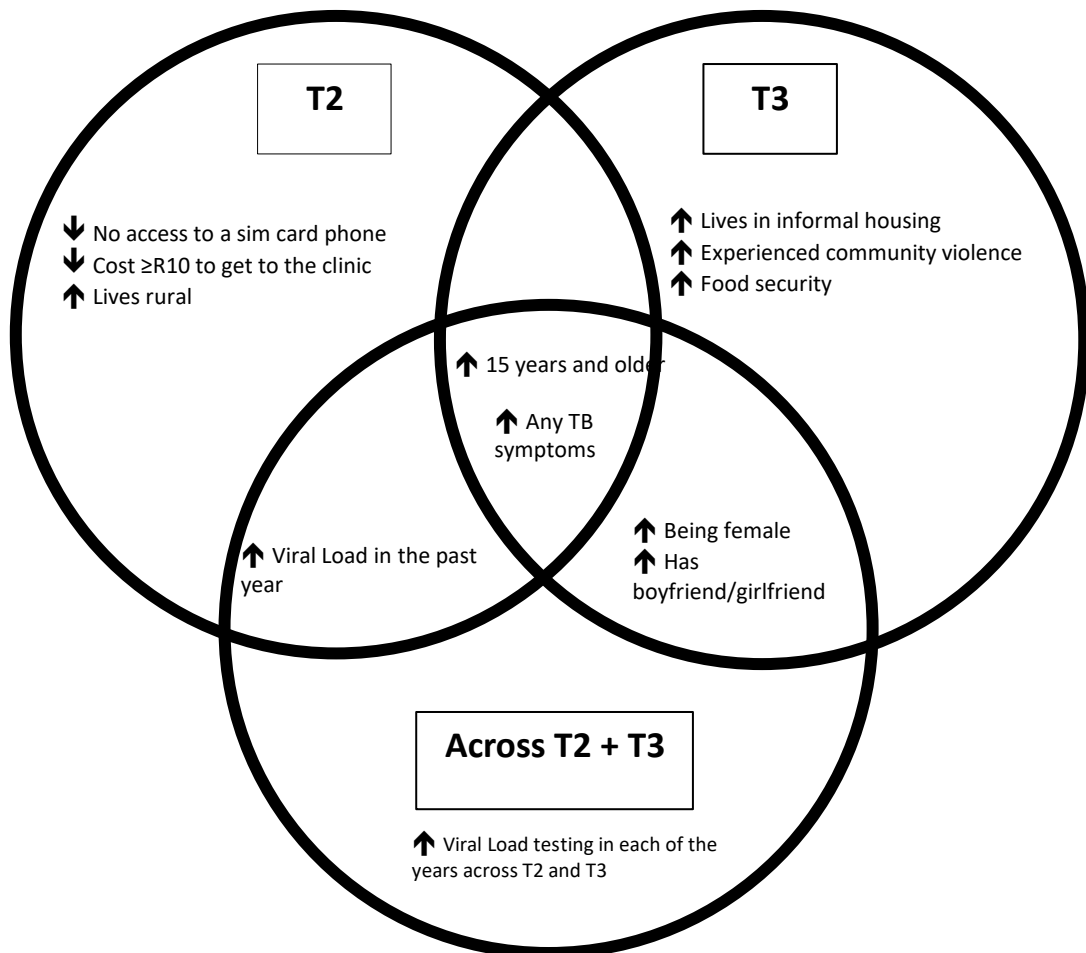 T2
T3
🡫 No access to a sim card phone
🡫 Cost ≥R10 to get to the clinic
🡩 Lives rural
🡩 Lives in informal housing
🡩 Experienced community violence
🡩 Food security
🡩 15 years and older
🡩 Any TB
symptoms
🡩 Viral Load in the past
year
🡩 Being female
🡩 Has
boyfriend/girlfriend
Across T2 + T3
🡩 Viral Load testing in each of the
years across T2 and T3